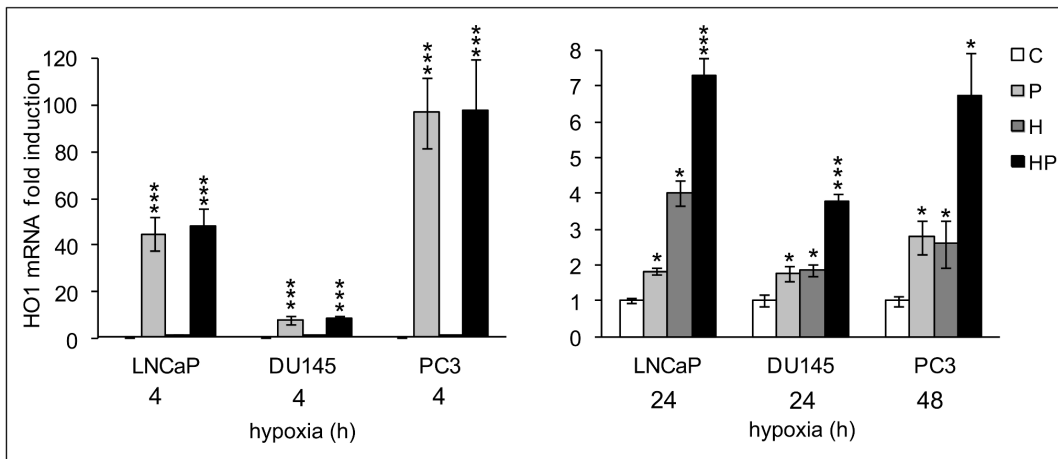 HO1 mRNA fold induction
120
100
80
60
40
20
0
***
***
***
***
***
***
LNCaP DU145 PC3
4 4 4
hypoxia (h)
8
7
6
5
4
3
2
1
0
*
*
***
*
*
***
*
*
*
LNCaP DU145 PC3
24 24 48
hypoxia (h)
C
P
H
HP